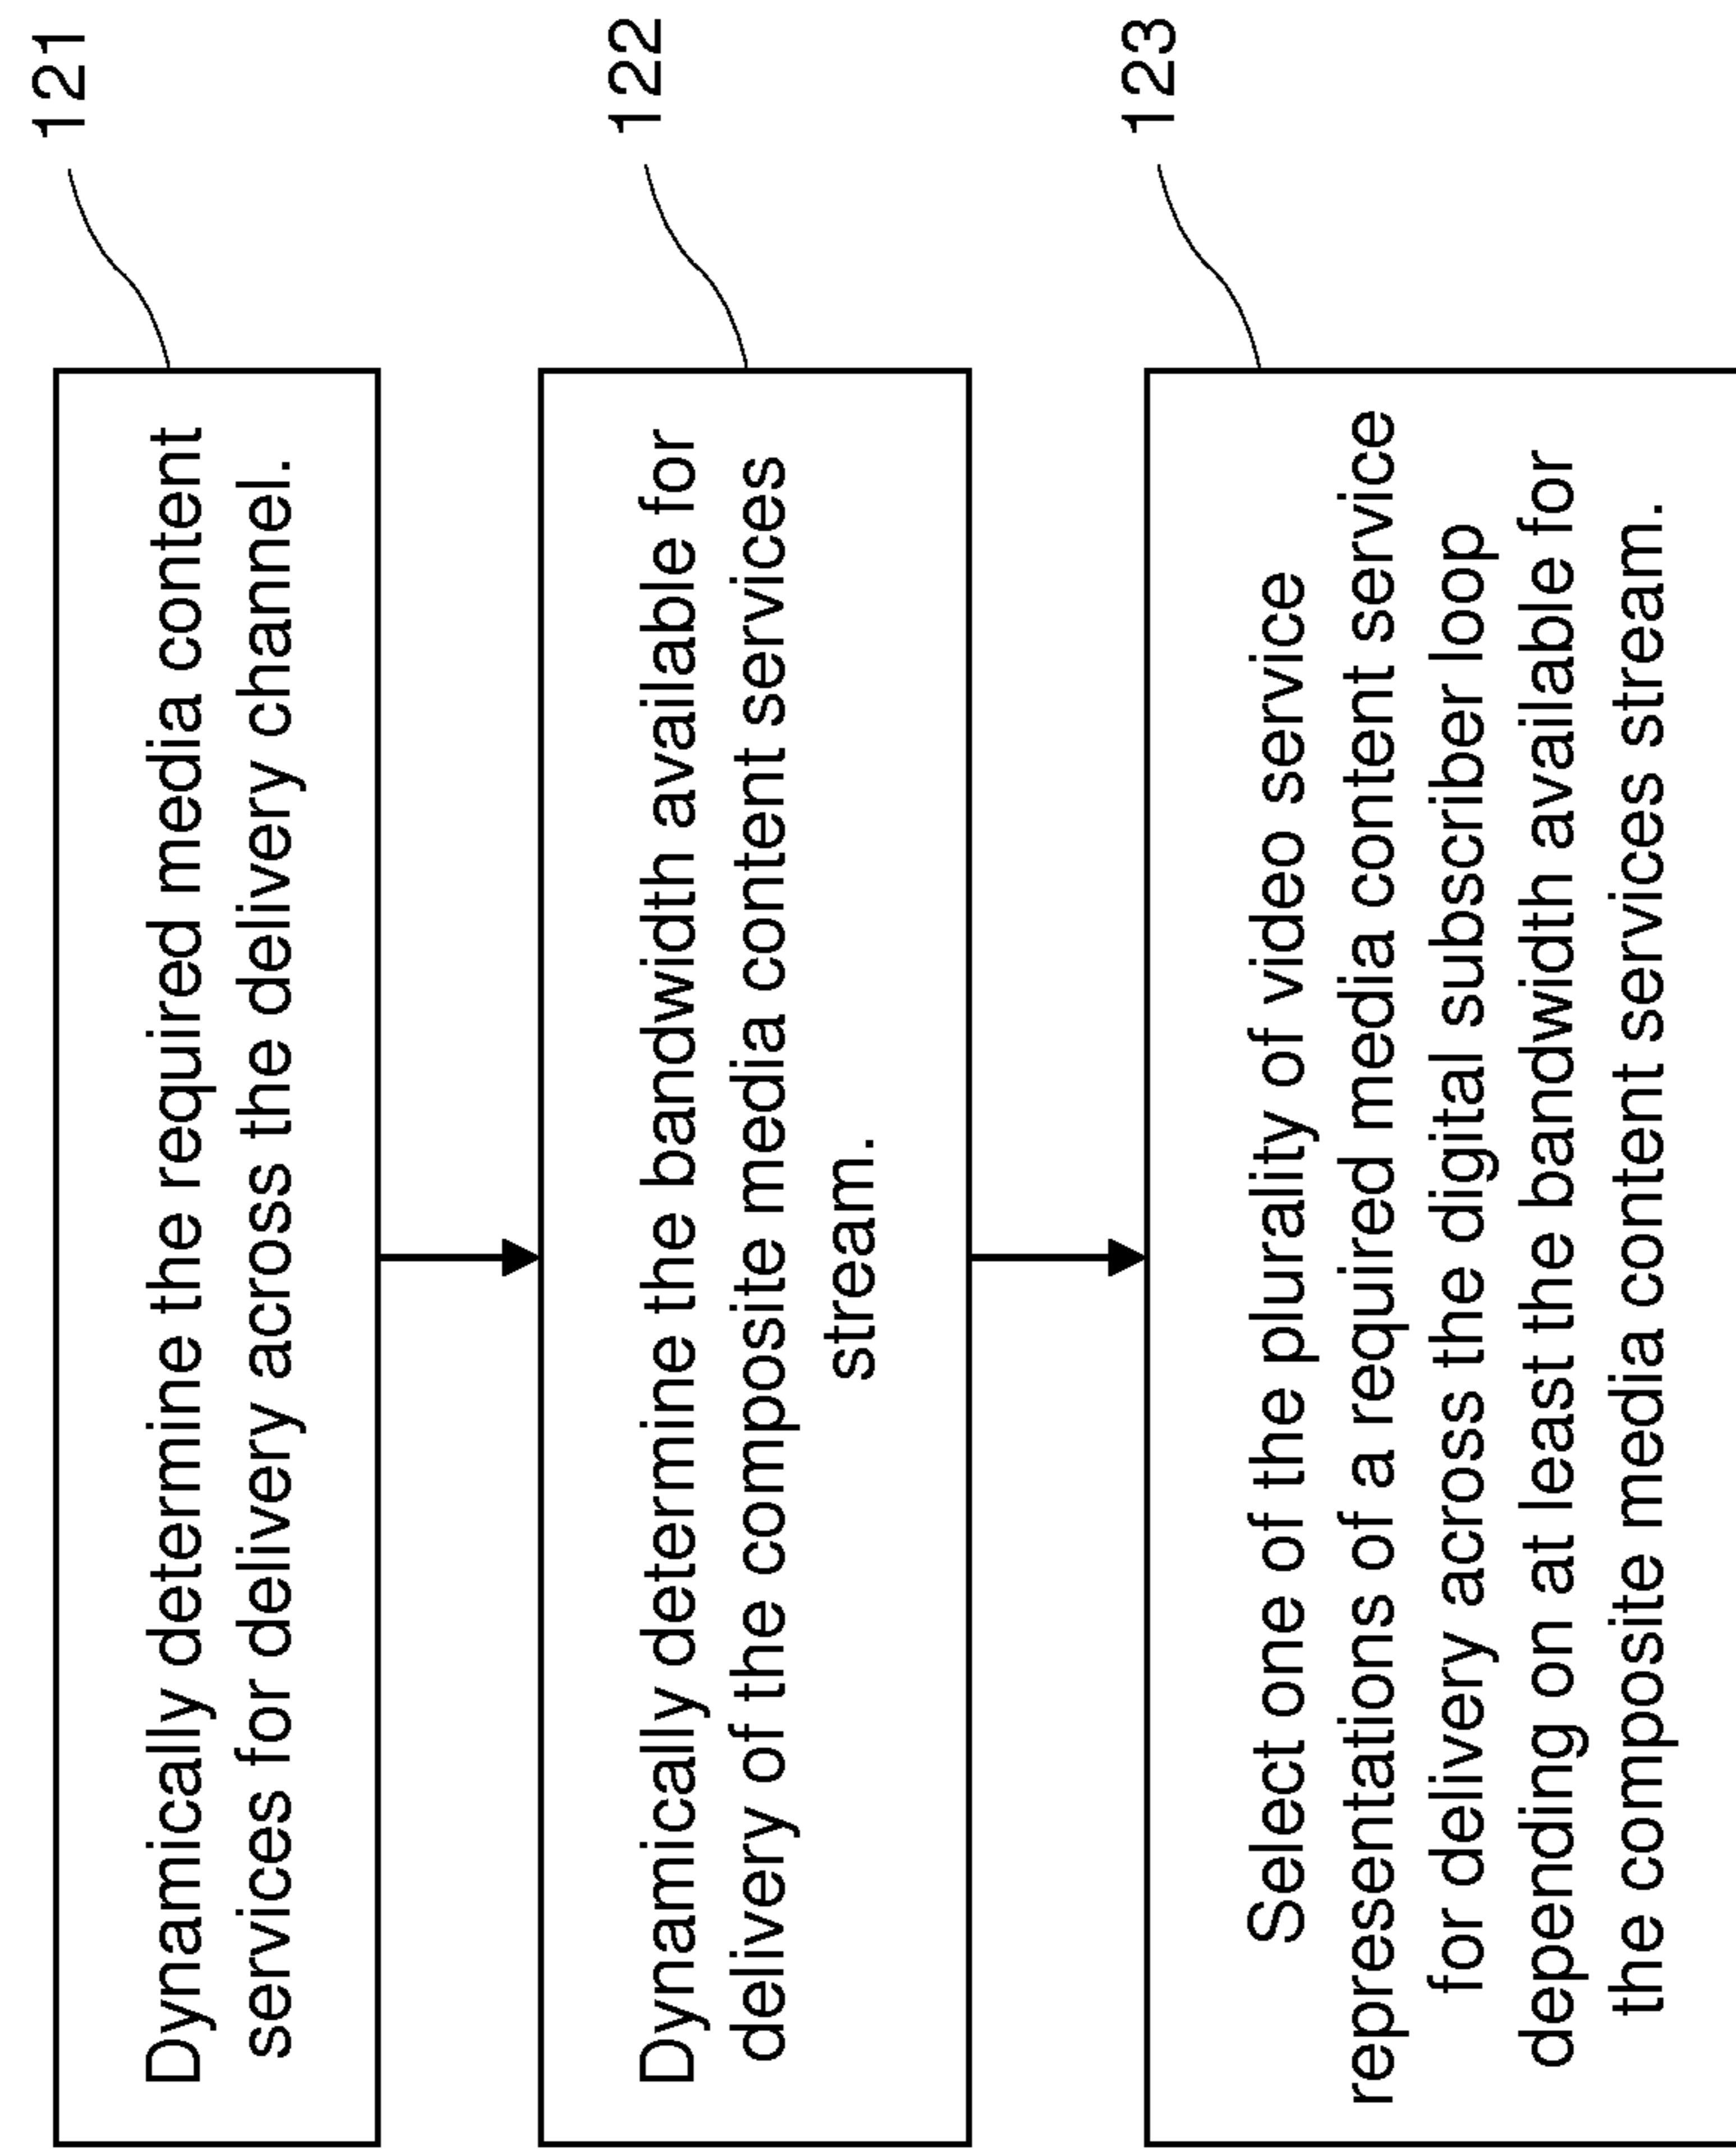 121
Dynamically determine the required media content
services for delivery across the delivery channel.
122
Dynamically determine the bandwidth available for
delivery of the composite media content services
stream.
123
Select one of the plurality of video service
representations of a required media content service
for delivery across the digital subscriber loop
depending on at least the bandwidth available for
the composite media content services stream.